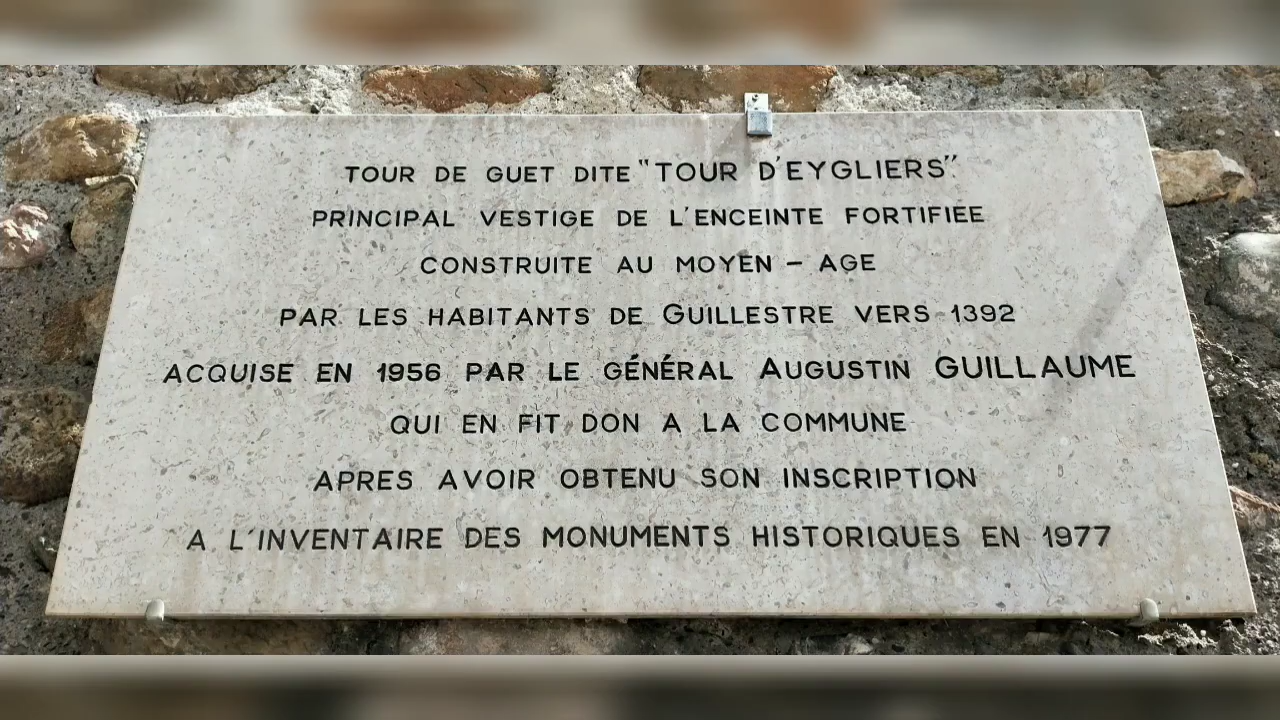 TOUR DE GUET DITE "TOUR D'EYGLIERS".
PRINCIPAL VESTIGE DE L'ENCEINTE FORTIFIEE
CONSTRUITE AU MOYEN - AGE
PAR LES HABITANTS DE GUILLESTRE VERS 1392
ACQUISE EN 1956 PAR LE GÉNÉRAL AUGUSTIN GUILLAUME
QUI EN FIT DON A LA COMMUNE
APRES AVOIR OBTENU SON INSCRIPTION
A L'INVENTAIRE DES MONUMENTS HISTORIQUES EN 1977